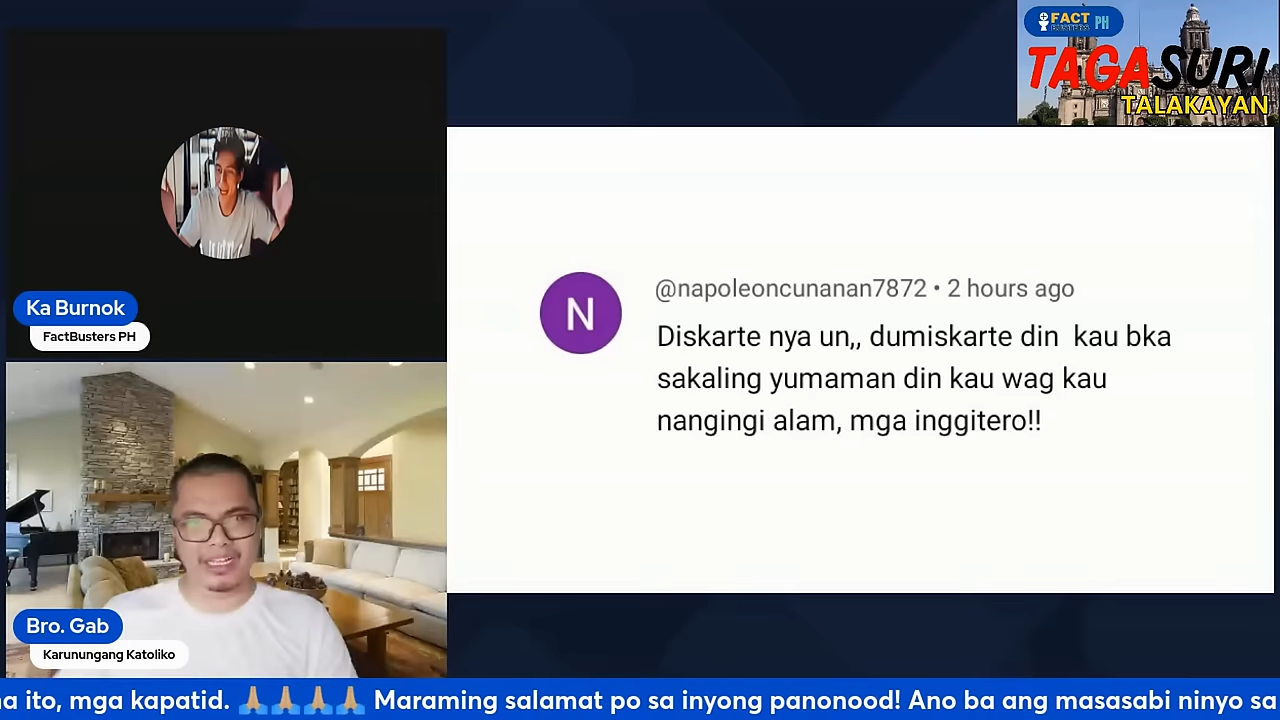 FACT
BUSTERS PH
TAGASURI
TALAKAYAN
Ka Burnok
FactBusters PH
N
@napoleoncunanan7872 • 2 hours ago
Diskarte nya un,, dumiskarte din kau bka
sakaling yumaman din kau wag kau
nangingi alam, mga inggitero!!
Bro. Gab
Karunungang Katoliko
a ito, mga kapatid. 🙏🏽🙏🏽🙏🏽🙏🏽 Maraming salamat po sa inyong panonood! Ano ba ang masasabi ninyo sa